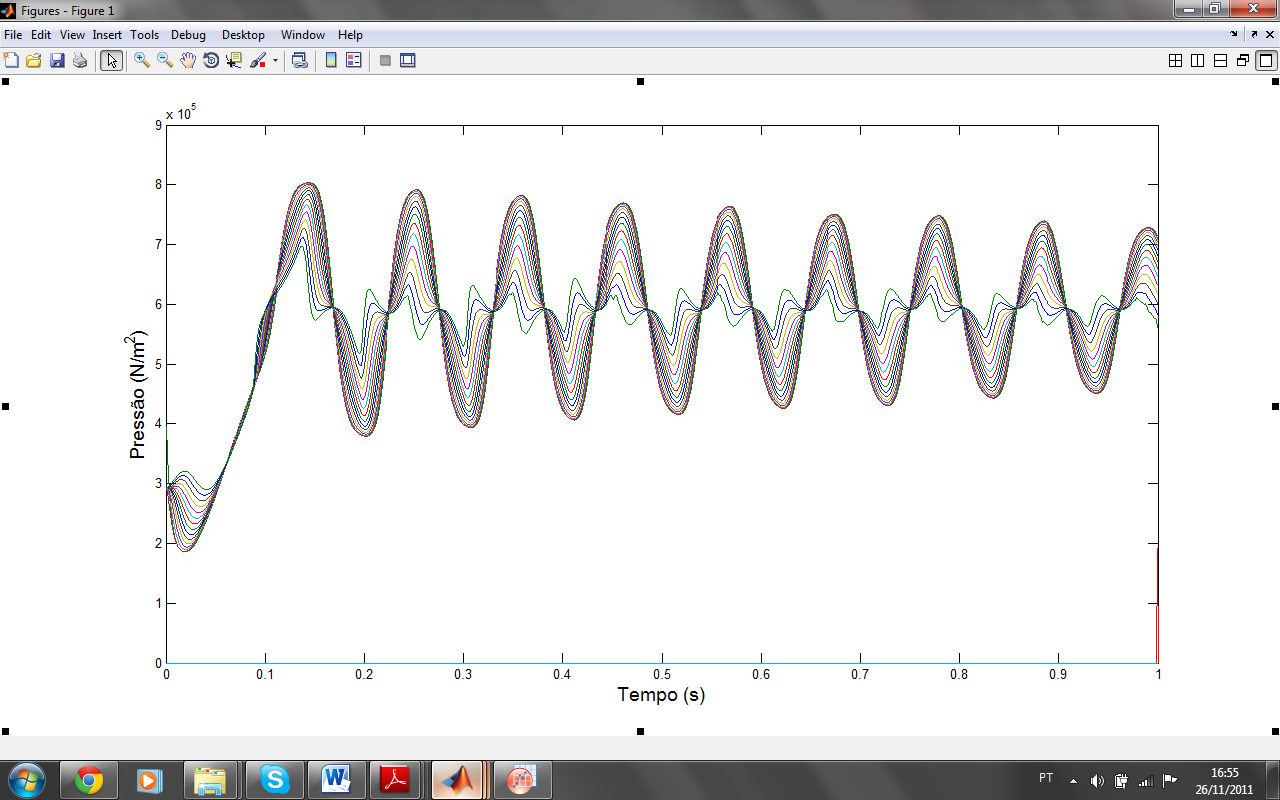 Figures - Figure 1
File Edit View Insert Tools Debug Desktop Window Help
x 10^5
9
8
7
6
5
4
3
2
1
0
Pressão (N/m^2)
0 0.1 0.2 0.3 0.4 0.5 0.6 0.7 0.8 0.9 1
Tempo (s)
PT
16:55
26/11/2011